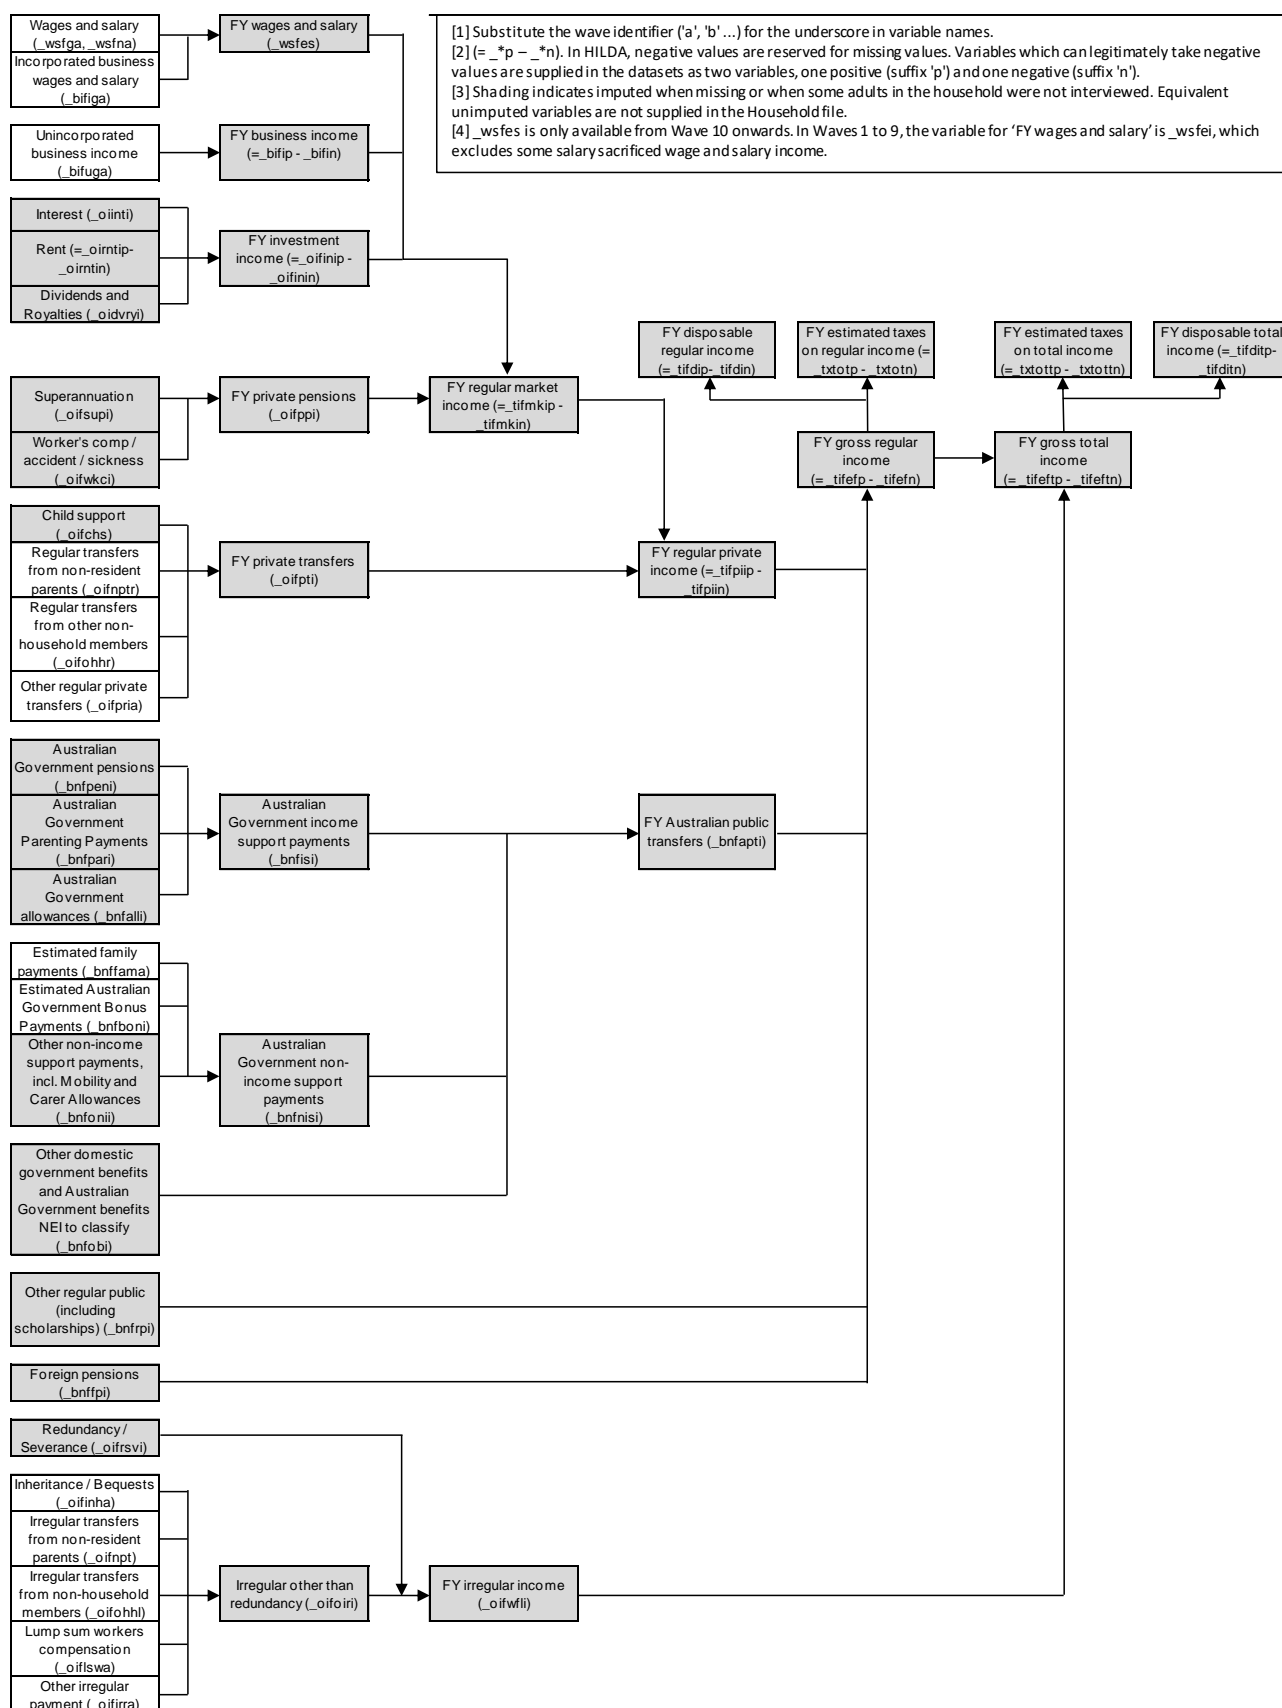 Wages and salary
(_wsfga, _wsfna)
Incorporated business
wages and salary
(_bifiga)
FY wages and salary
(_wsfes)
[1] Substitute the wave identifier ('a', 'b' ...) for the underscore in variable names.
[2] (= _*p – _*n). In HILDA, negative values are reserved for missing values. Variables which can legitimately take negative
values are supplied in the datasets as two variables, one positive (suffix 'p') and one negative (suffix 'n').
[3] Shading indicates imputed when missing or when some adults in the household were not interviewed. Equivalent
unimputed variables are not supplied in the Household file.
[4] _wsfes is only available from Wave 10 onwards. In Waves 1 to 9, the variable for ‘FY wages and salary’ is _wsfei, which
excludes some salary sacrificed wage and salary income.
Unincorporated
business income
(_bifuga)
FY business income
(=_bifip - _bifin)
Interest (_oiinti)
Rent (=_oirntip-
_oirntin)
Dividends and
Royalties (_oidvryi)
FY investment
income (=_oifinip -
_oifinin)
FY disposable
regular income
(=_tifdip-_tifdin)
FY estimated taxes
on regular income (=
_txtotp - _txtotn)
FY estimated taxes
on total income
(=_txtottp - _txtottn)
FY disposable total
income (=_tifditp-
_tifditn)
Superannuation
(_oifsupi)
Worker's comp /
accident / sickness
(_oifwkci)
FY private pensions
(_oifppi)
FY regular market
income (=_tifmkip -
_tifmkin)
FY gross regular
income
(= _tifefp - _tifefn)
FY gross total
income
(= _tifeftp - _tifeftn)
Child support
(_oifchs)
Regular transfers
from non-resident
parents (_oifnptr)
Regular transfers
from other non-
household members
(_oifohhr)
Other regular private
transfers (_oifpria)
FY private transfers
(_oifpti)
FY regular private
income (=_tifpiip -
_tifpiin)
Australian
Government pensions
(_bnfpeni)
Australian
Government
Parenting Payments
(_bnfpari)
Australian
Government
allowances (_bnfalli)
Australian
Government income
support payments
(_bnfisi)
FY Australian public
transfers (_bnfapti)
Estimated family
payments (_bnffama)
Estimated Australian
Government Bonus
Payments (_bnfboni)
Other non-income
support payments,
incl. Mobility and
Carer Allowances
(_bnfonii)
Australian
Government non-
income support
payments
(_bnfnisi)
Other domestic
government benefits
and Australian
Government benefits
NEI to classify
(_bnfobi)
Other regular public
(including
scholarships) (_bnfrpi)
Foreign pensions
(_bnffpi)
Redundancy /
Severance (_oifrsvi)
Inheritance / Bequests
(_oifinha)
Irregular transfers
from non-resident
parents (_oifnpt)
Irregular transfers
from non-household
members (_oifohhl)
Lump sum workers
compensation
(_oiflswa)
Other irregular
payment (_oifirra)
Irregular other than
redundancy (_oifoiri)
FY irregular income
(_oifwfli)